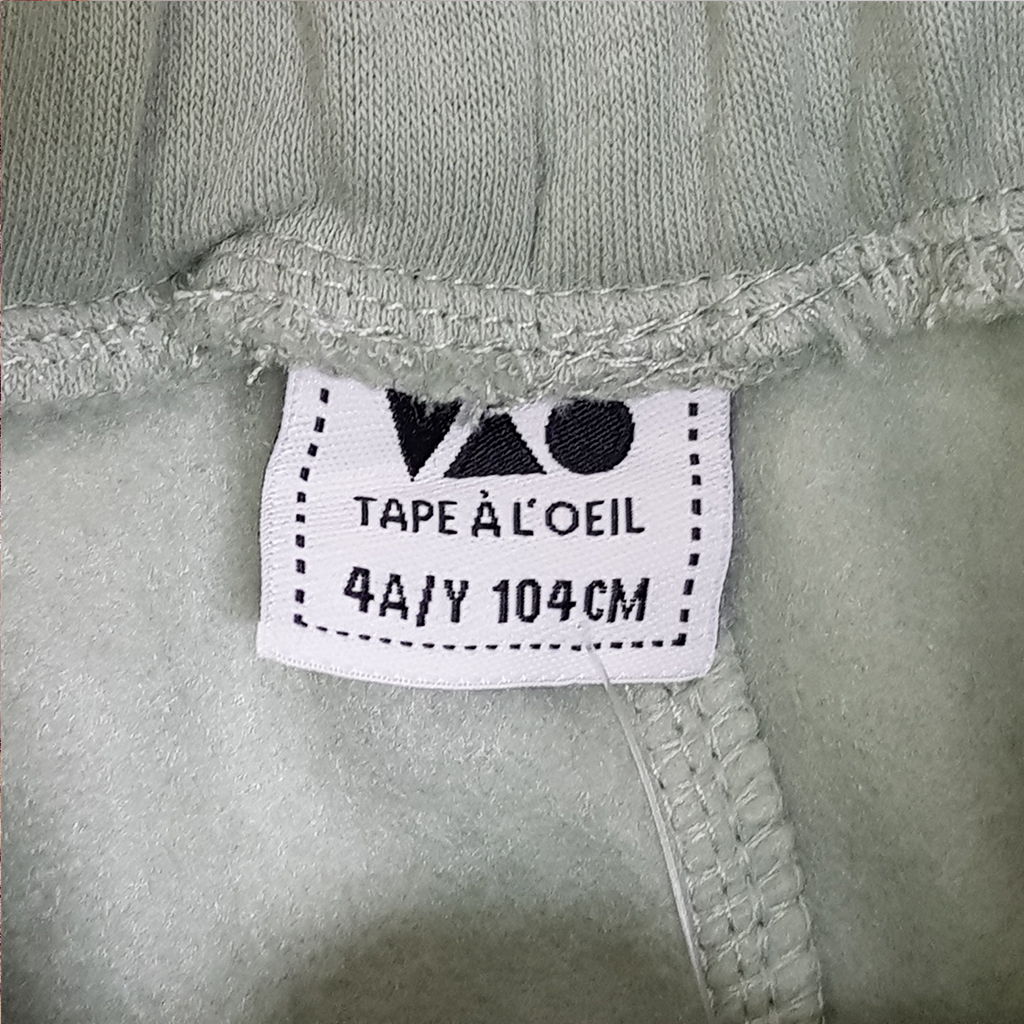 TAPE À L'OEIL
4A/Y 104CM